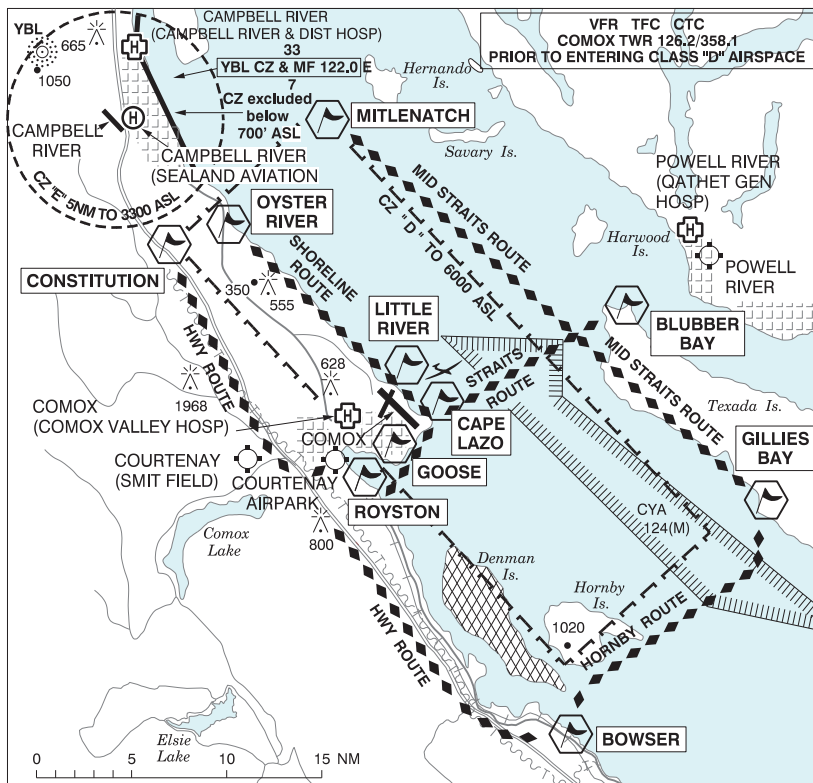 CAMPBELL RIVER
(CAMPBELL RIVER & DIST HOSP)
33
YBL CZ & MF 122.0 E
7
CZ excluded
below
700' ASL
VFR TFC CTC
COMOX TWR 126.2/358.1
PRIOR TO ENTERING CLASS "D" AIRSPACE
YBL
665
1050
H
H
CAMPBELL
RIVER
CAMPBELL RIVER
(SEALAND AVIATION)
CZ "E" 5NM TO 3300 ASL
Hernando
Is.
MITLENATCH
Savary Is.
MID STRAITS ROUTE
CZ "D" TO 6000 ASL
POWELL RIVER
(QATHET GEN
HOSP)
H
Harwood
Is.
POWELL
RIVER
OYSTER
RIVER
SHORELINE
ROUTE
CONSTITUTION
350
555
HWY ROUTE
LITTLE
RIVER
BLUBBER
BAY
MID STRAITS ROUTE
STRAITS
ROUTE
Texada Is.
628
1968
H
COMOX
(COMOX VALLEY HOSP)
COMOX
CAPE
LAZO
GOOSE
GILLIES
BAY
COURTENAY
(SMIT FIELD)
COURTENAY
AIRPARK
ROYSTON
800
CYA
124(M)
Comox
Lake
Denman
Is.
Hornby
Is.
1020
HORNBY ROUTE
HWY ROUTE
BOWSER
Elsie
Lake
0
5
10
15 NM